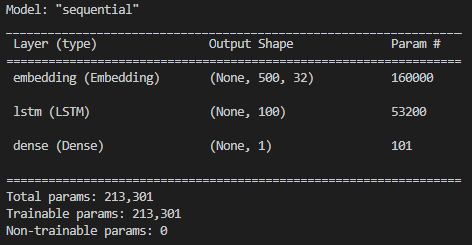 Model: "sequential"
_________________________________________________________________
Layer (type) Output Shape Param #
=================================================================
embedding (Embedding) (None, 500, 32) 160000
lstm (LSTM) (None, 100) 53200
dense (Dense) (None, 1) 101
=================================================================
Total params: 213,301
Trainable params: 213,301
Non-trainable params: 0